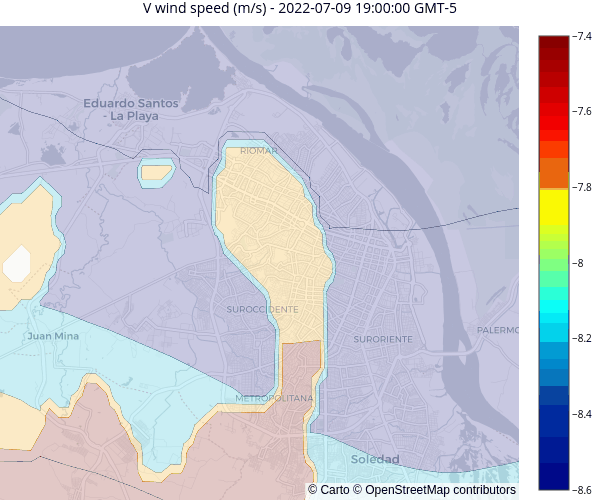 V wind speed (m/s) - 2022-07-09 19:00:00 GMT-5
Eduardo Santos
- La Playa
RIOMAR
SUROCCIDENTE
Juan Mina
SURORIENTE
PALERMO
METROPOLITANA
Soledad
−7.4
−7.6
−7.8
−8
−8.2
−8.4
−8.6
© Carto © OpenStreetMap contributors